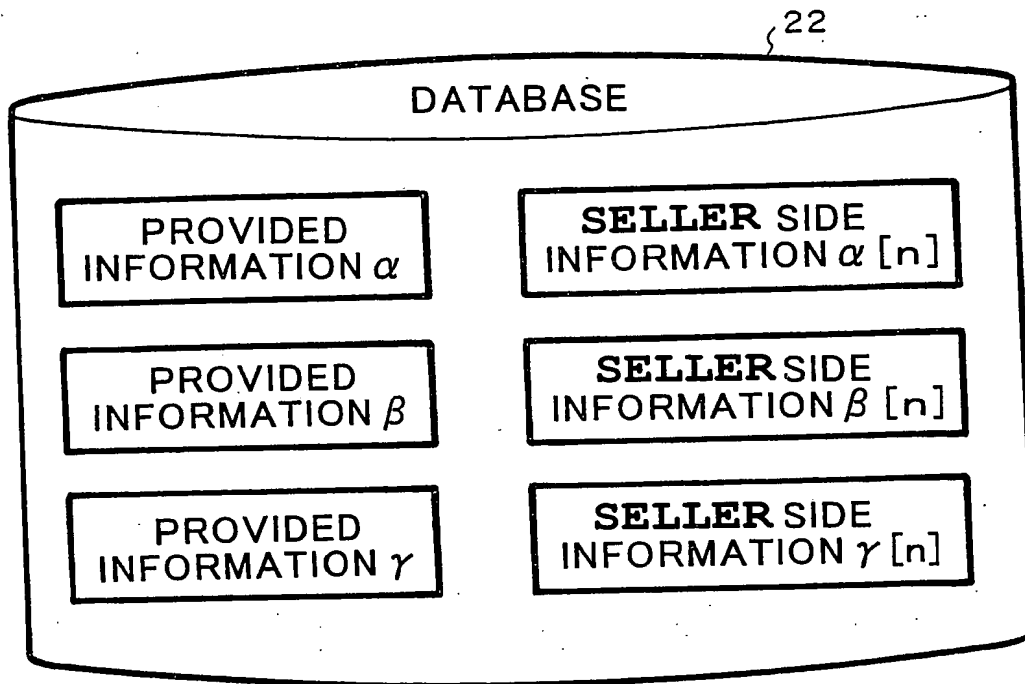 22
DATABASE
PROVIDED
INFORMATION α
SELLER SIDE
INFORMATION α [n]
PROVIDED
INFORMATION β
SELLER SIDE
INFORMATION β [n]
PROVIDED
INFORMATION γ
SELLER SIDE
INFORMATION γ [n]